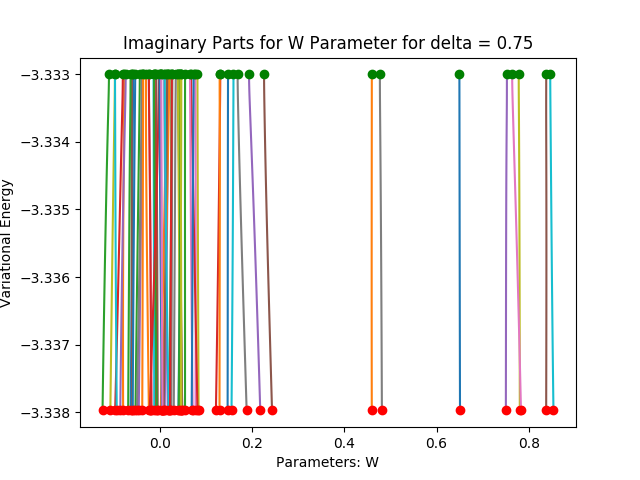 Imaginary Parts for W Parameter for delta = 0.75
Variational Energy
−3.333
−3.334
−3.335
−3.336
−3.337
−3.338
0.0 0.2 0.4 0.6 0.8
Parameters: W